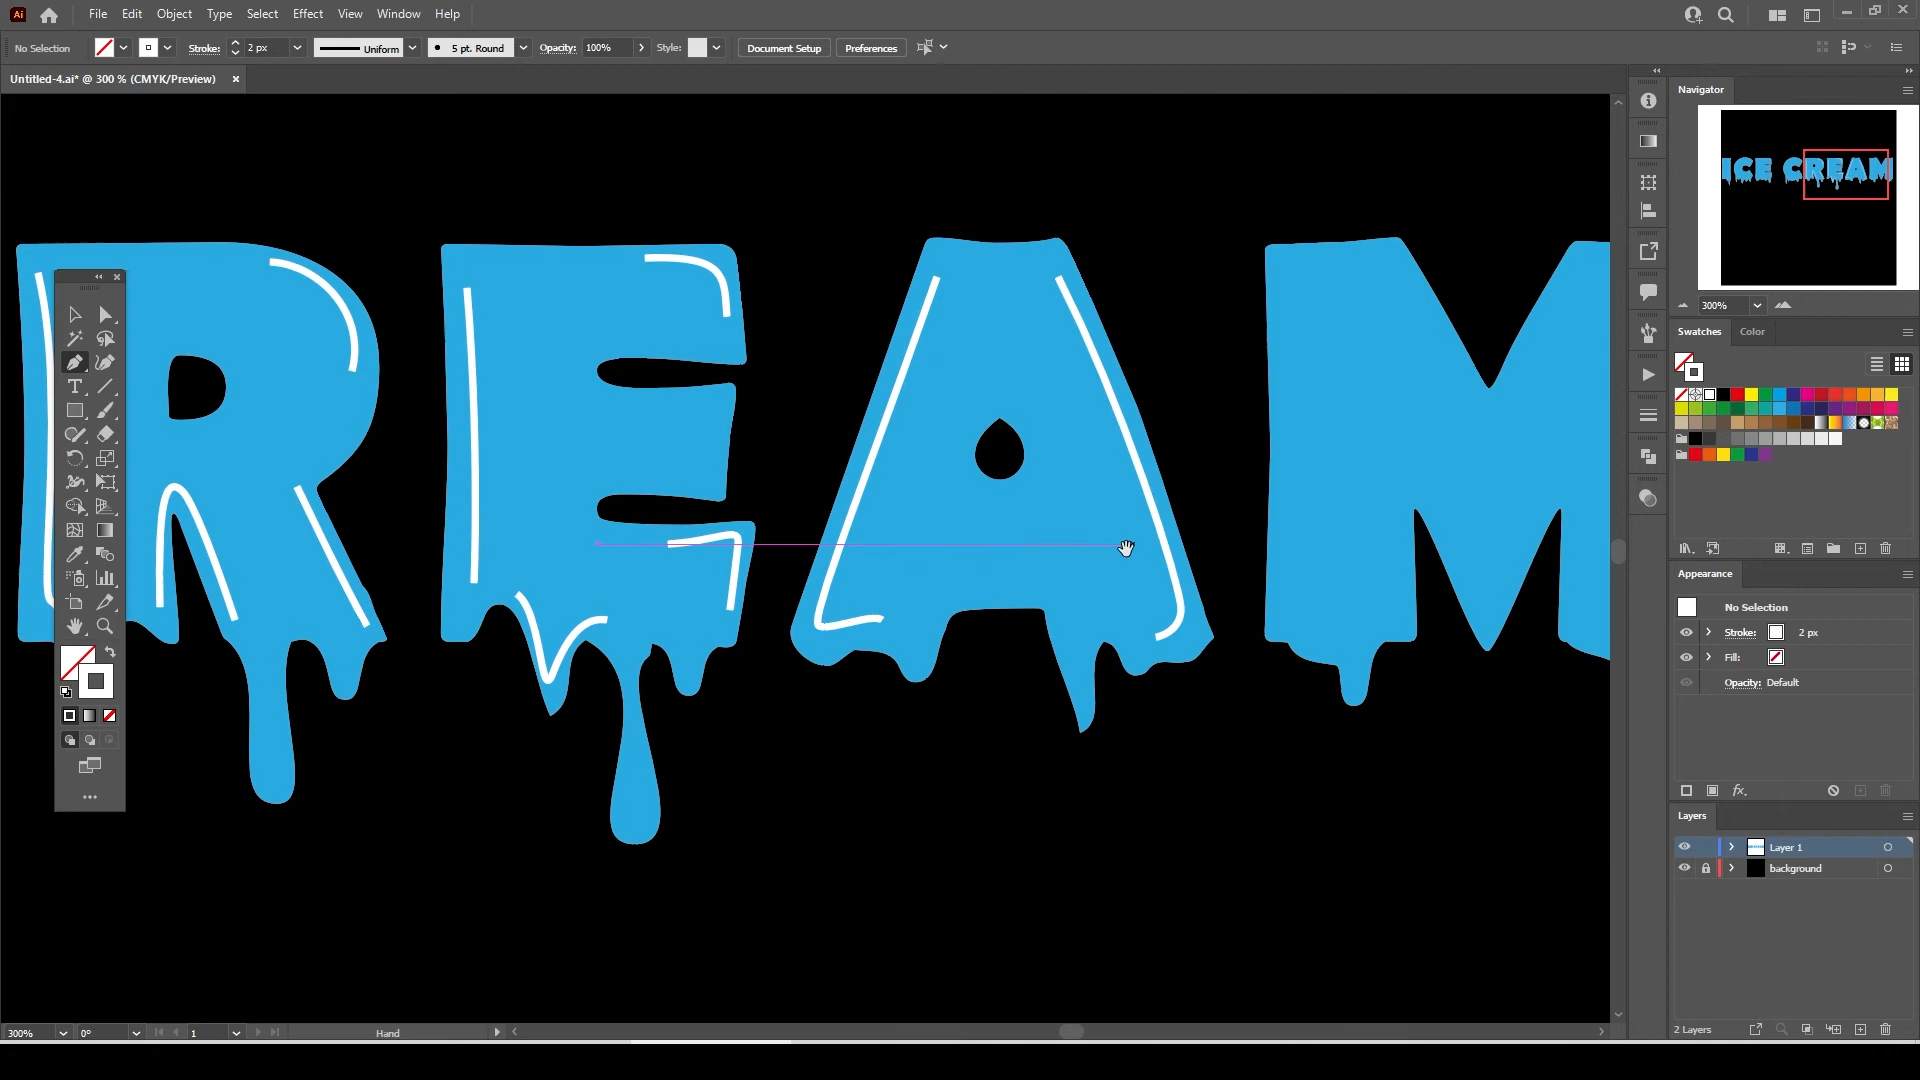 Ai File Edit Object Type Select Effect View Window Help
No Selection Stroke: 2 px Uniform 5 pt. Round Opacity: 100% Style: Document Setup Preferences
Untitled-4.ai* @ 300 % (CMYK/Preview) ×
Navigator
ICE CREAM
300%
Swatches Color
REAM
Appearance
No Selection
Stroke: 2 px
Fill:
Opacity: Default
Layers
Layer 1
background
2 Layers
300% 0° 1 Hand